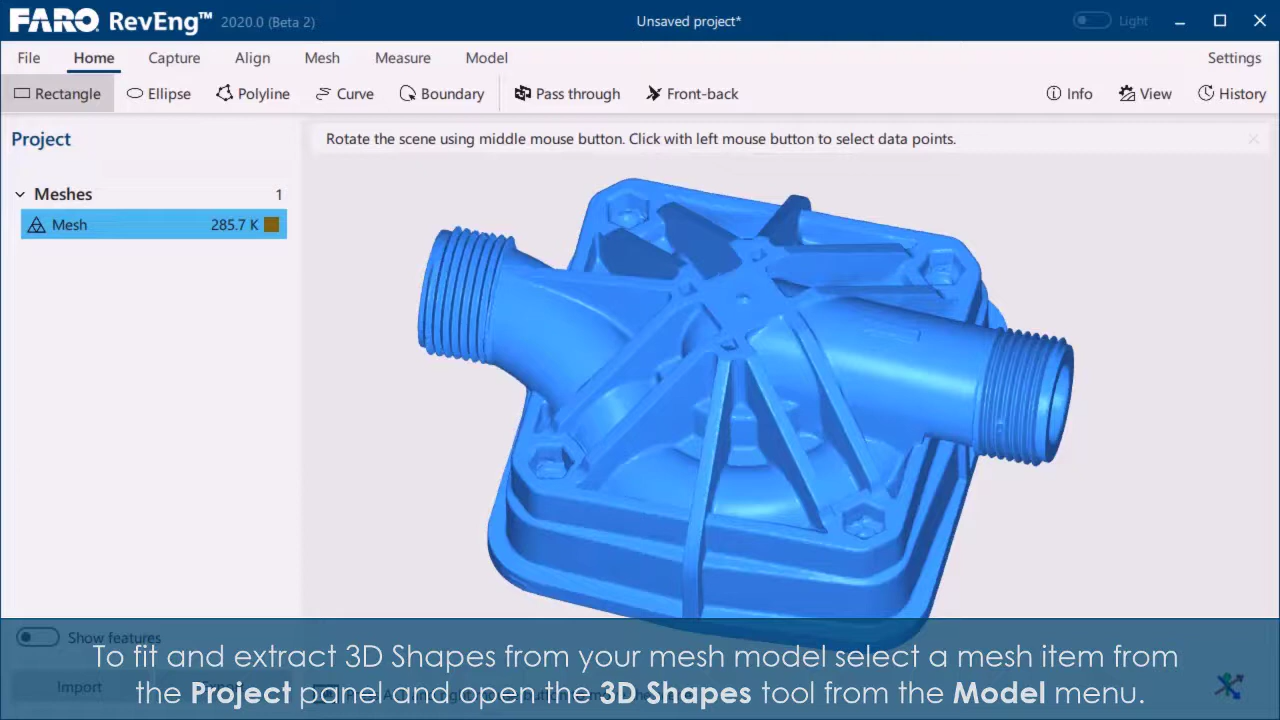 FARO RevEng™ 2020.0 (Beta 2) Unsaved project* Light
File Home Capture Align Mesh Measure Model Settings
Rectangle Ellipse Polyline Curve Boundary Pass through Front-back Info View History
Project
Rotate the scene using middle mouse button. Click with left mouse button to select data points.
Meshes 1
Mesh 285.7 K
Show features
To fit and extract 3D Shapes from your mesh model select a mesh item from
Import
the Project panel and open the 3D Shapes tool from the Model menu.